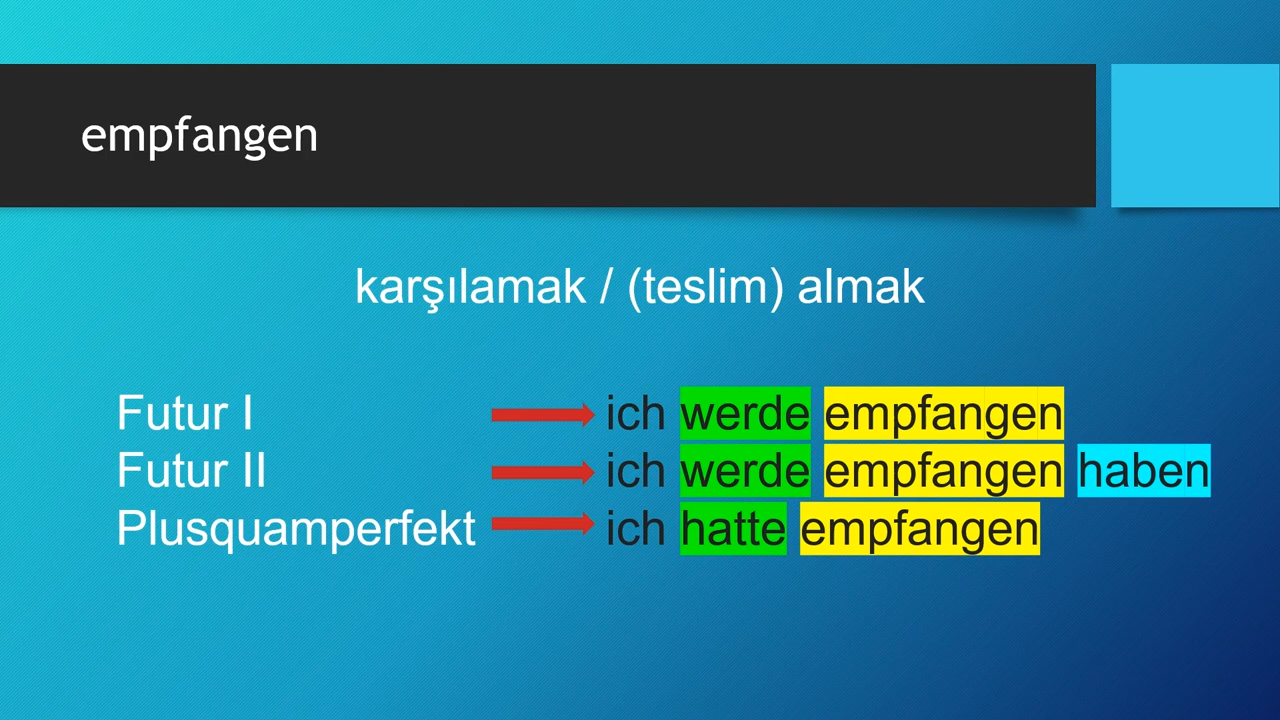 empfangen
karşılamak / (teslim) almak
Futur I ich werde empfangen
Futur II ich werde empfangen haben
Plusquamperfekt ich hatte empfangen